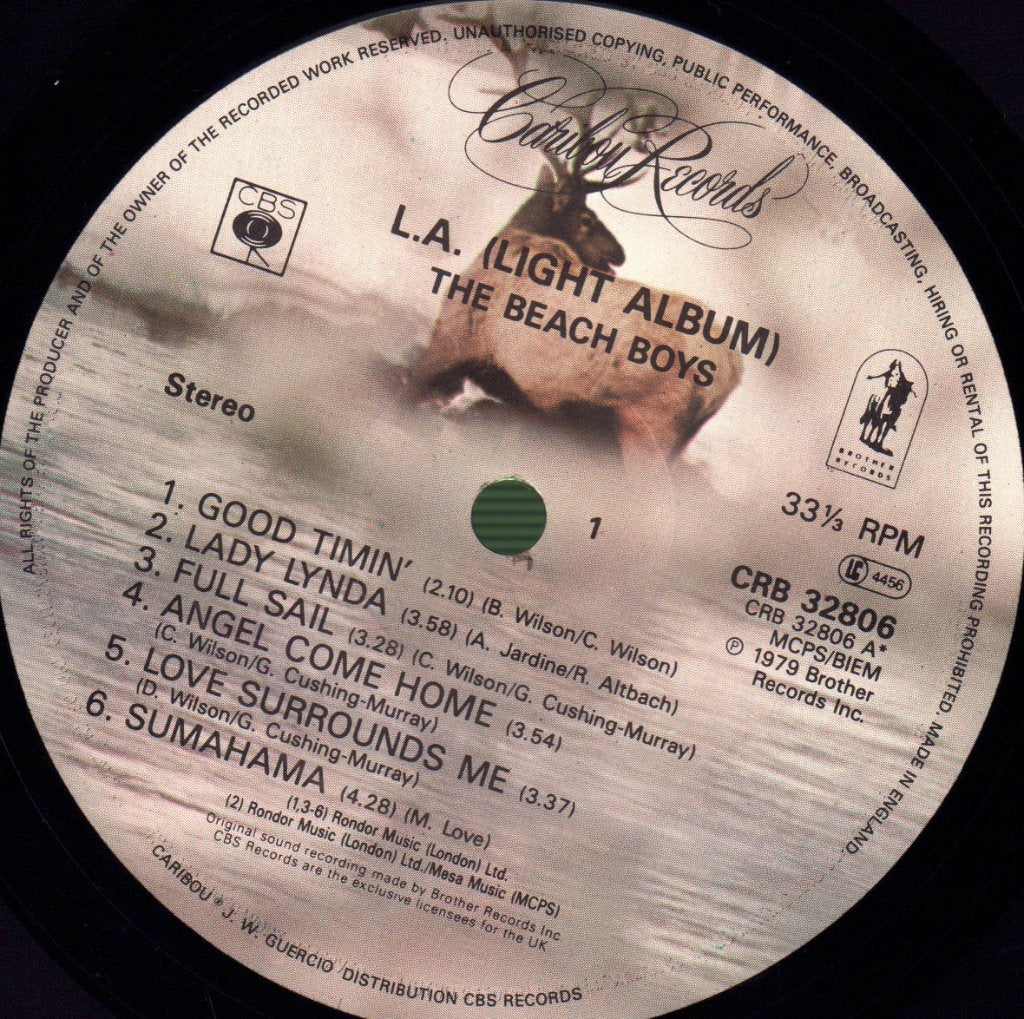 ALL RIGHTS OF THE PRODUCER AND OF THE OWNER OF THE RECORDED WORK RESERVED. UNAUTHORISED COPYING, PUBLIC PERFORMANCE, BROADCASTING, HIRING OR RENTAL OF THIS RECORDING PROHIBITED. MADE IN ENGLAND
Caribou Records
CBS
L.A. (LIGHT ALBUM)
THE BEACH BOYS
Stereo
BROTHER
RECORDS
1
33⅓ RPM
LC 4456
CRB 32806
CRB 32806 A*
MCPS/BIEM
℗ 1979 Brother
Records Inc.
1. GOOD TIMIN' (2.10) (B. Wilson/C. Wilson)
2. LADY LYNDA (3.58) (A. Jardine/R. Altbach)
3. FULL SAIL (3.28) (C. Wilson/G. Cushing-Murray)
4. ANGEL COME HOME (3.54)
(C. Wilson/G. Cushing-Murray)
5. LOVE SURROUNDS ME (3.37)
(D. Wilson/G. Cushing-Murray)
6. SUMAHAMA (4.28) (M. Love)
(1,3-6) Rondor Music (London) Ltd.
(2) Rondor Music (London) Ltd./Mesa Music (MCPS)
Original sound recording made by Brother Records Inc
CBS Records are the exclusive licensees for the UK
CARIBOU • J. W. GUERCIO DISTRIBUTION CBS RECORDS